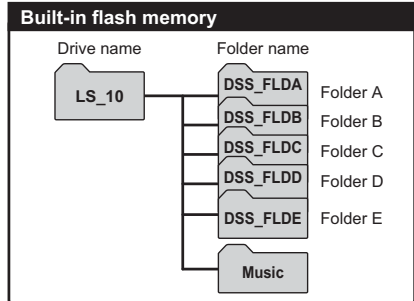 Built-in flash memory
Drive name
Folder name
LS_10
DSS_FLDA
Folder A
DSS_FLDB
Folder B
DSS_FLDC
Folder C
DSS_FLDD
Folder D
DSS_FLDE
Folder E
Music